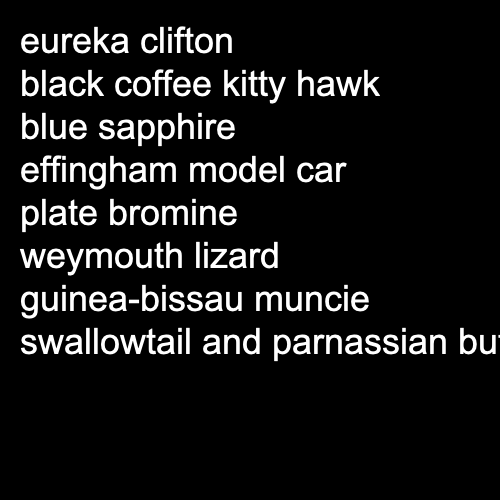 eureka clifton
black coffee kitty hawk
blue sapphire
effingham model car
plate bromine
weymouth lizard
guinea-bissau muncie
swallowtail and parnassian